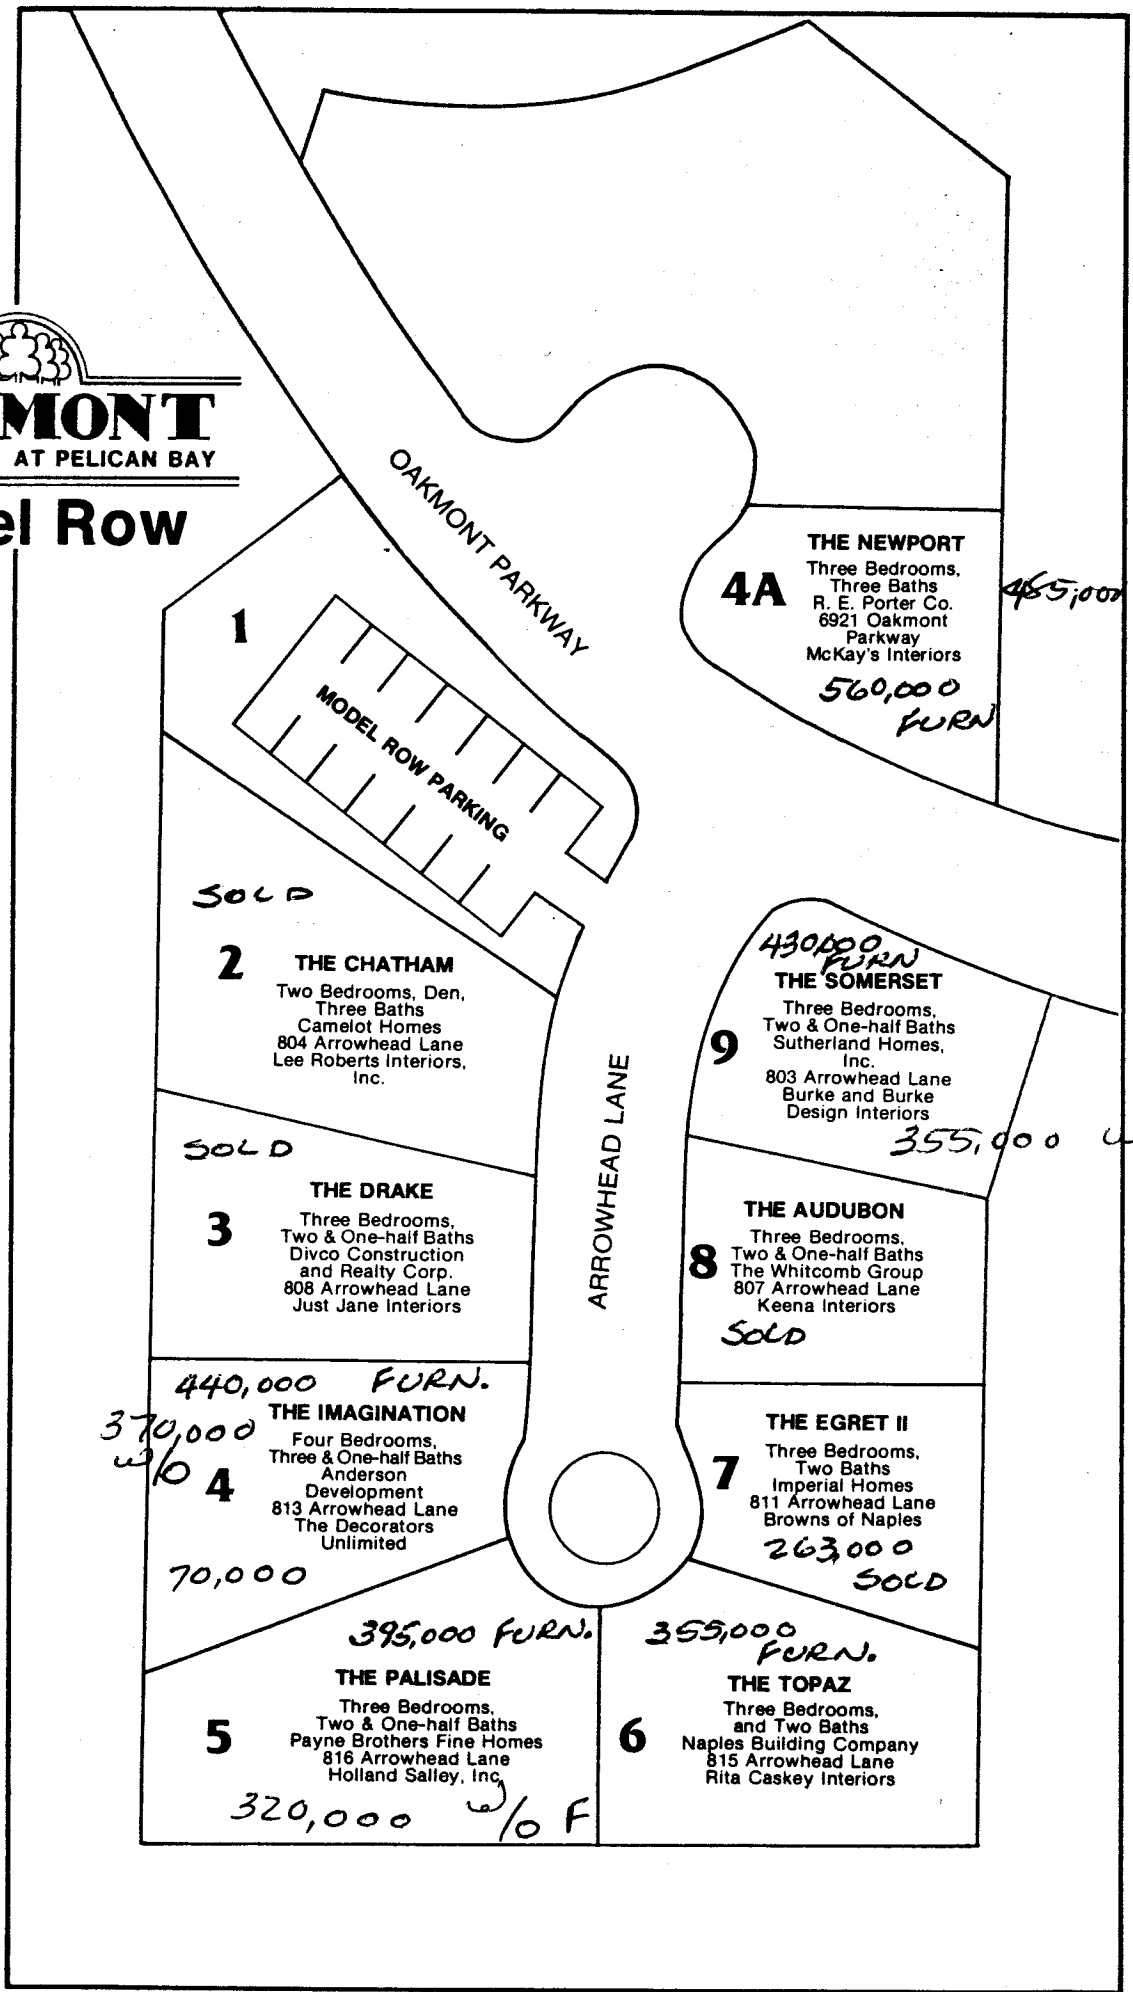 MONT
AT PELICAN BAY
el Row
OAKMONT PARKWAY
4A
THE NEWPORT
Three Bedrooms,
Three Baths
R. E. Porter Co.
6921 Oakmont
Parkway
McKay's Interiors
560,000
FURN
1
MODEL ROW PARKING
SOLD
2
THE CHATHAM
Two Bedrooms, Den,
Three Baths
Camelot Homes
804 Arrowhead Lane
Lee Roberts Interiors,
Inc.
430,000
FURN
THE SOMERSET
9
Three Bedrooms,
Two & One-half Baths
Sutherland Homes,
Inc.
803 Arrowhead Lane
Burke and Burke
Design Interiors
355,000
ARROWHEAD LANE
SOLD
3
THE DRAKE
Three Bedrooms,
Two & One-half Baths
Divco Construction
and Realty Corp.
808 Arrowhead Lane
Just Jane Interiors
8
THE AUDUBON
Three Bedrooms,
Two & One-half Baths
The Whitcomb Group
807 Arrowhead Lane
Keena Interiors
SOLD
440,000 FURN.
370,000
w/o
4
THE IMAGINATION
Four Bedrooms,
Three & One-half Baths
Anderson
Development
813 Arrowhead Lane
The Decorators
Unlimited
70,000
7
THE EGRET II
Three Bedrooms,
Two Baths
Imperial Homes
811 Arrowhead Lane
Browns of Naples
263,000
SOLD
395,000 FURN.
5
THE PALISADE
Three Bedrooms,
Two & One-half Baths
Payne Brothers Fine Homes
816 Arrowhead Lane
Holland Salley, Inc.
320,000 w/o F
355,000
FURN.
6
THE TOPAZ
Three Bedrooms,
and Two Baths
Naples Building Company
815 Arrowhead Lane
Rita Caskey Interiors